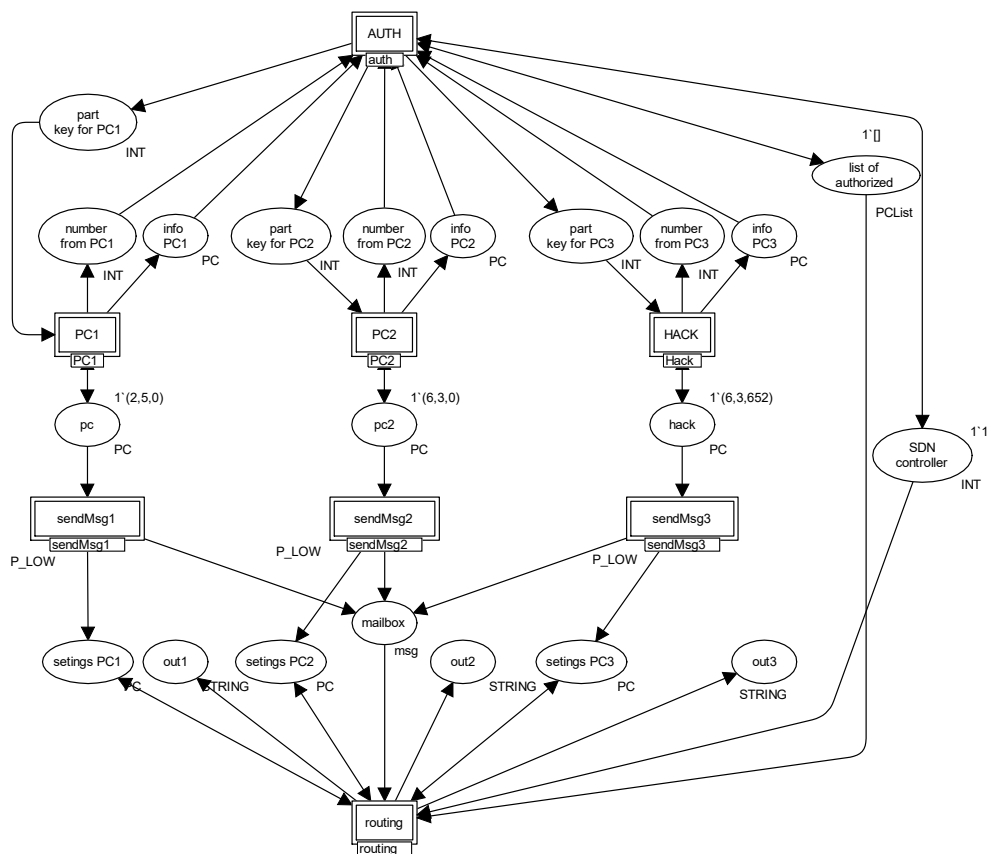 AUTH
auth
part
key for PC1
INT
1`[]
list of
authorized
PCList
number
from PC1
INT
info
PC1
PC
part
key for PC2
INT
number
from PC2
INT
info
PC2
PC
part
key for PC3
INT
number
from PC3
INT
info
PC3
PC
PC1
PC1
PC2
PC2
HACK
Hack
1`(2,5,0)
pc
PC
1`(6,3,0)
pc2
PC
1`(6,3,652)
hack
PC
1`1
SDN
controller
INT
sendMsg1
sendMsg1
P_LOW
sendMsg2
sendMsg2
P_LOW
sendMsg3
sendMsg3
P_LOW
mailbox
msg
setings PC1
PC
out1
STRING
setings PC2
PC
out2
STRING
setings PC3
PC
out3
STRING
routing
routing